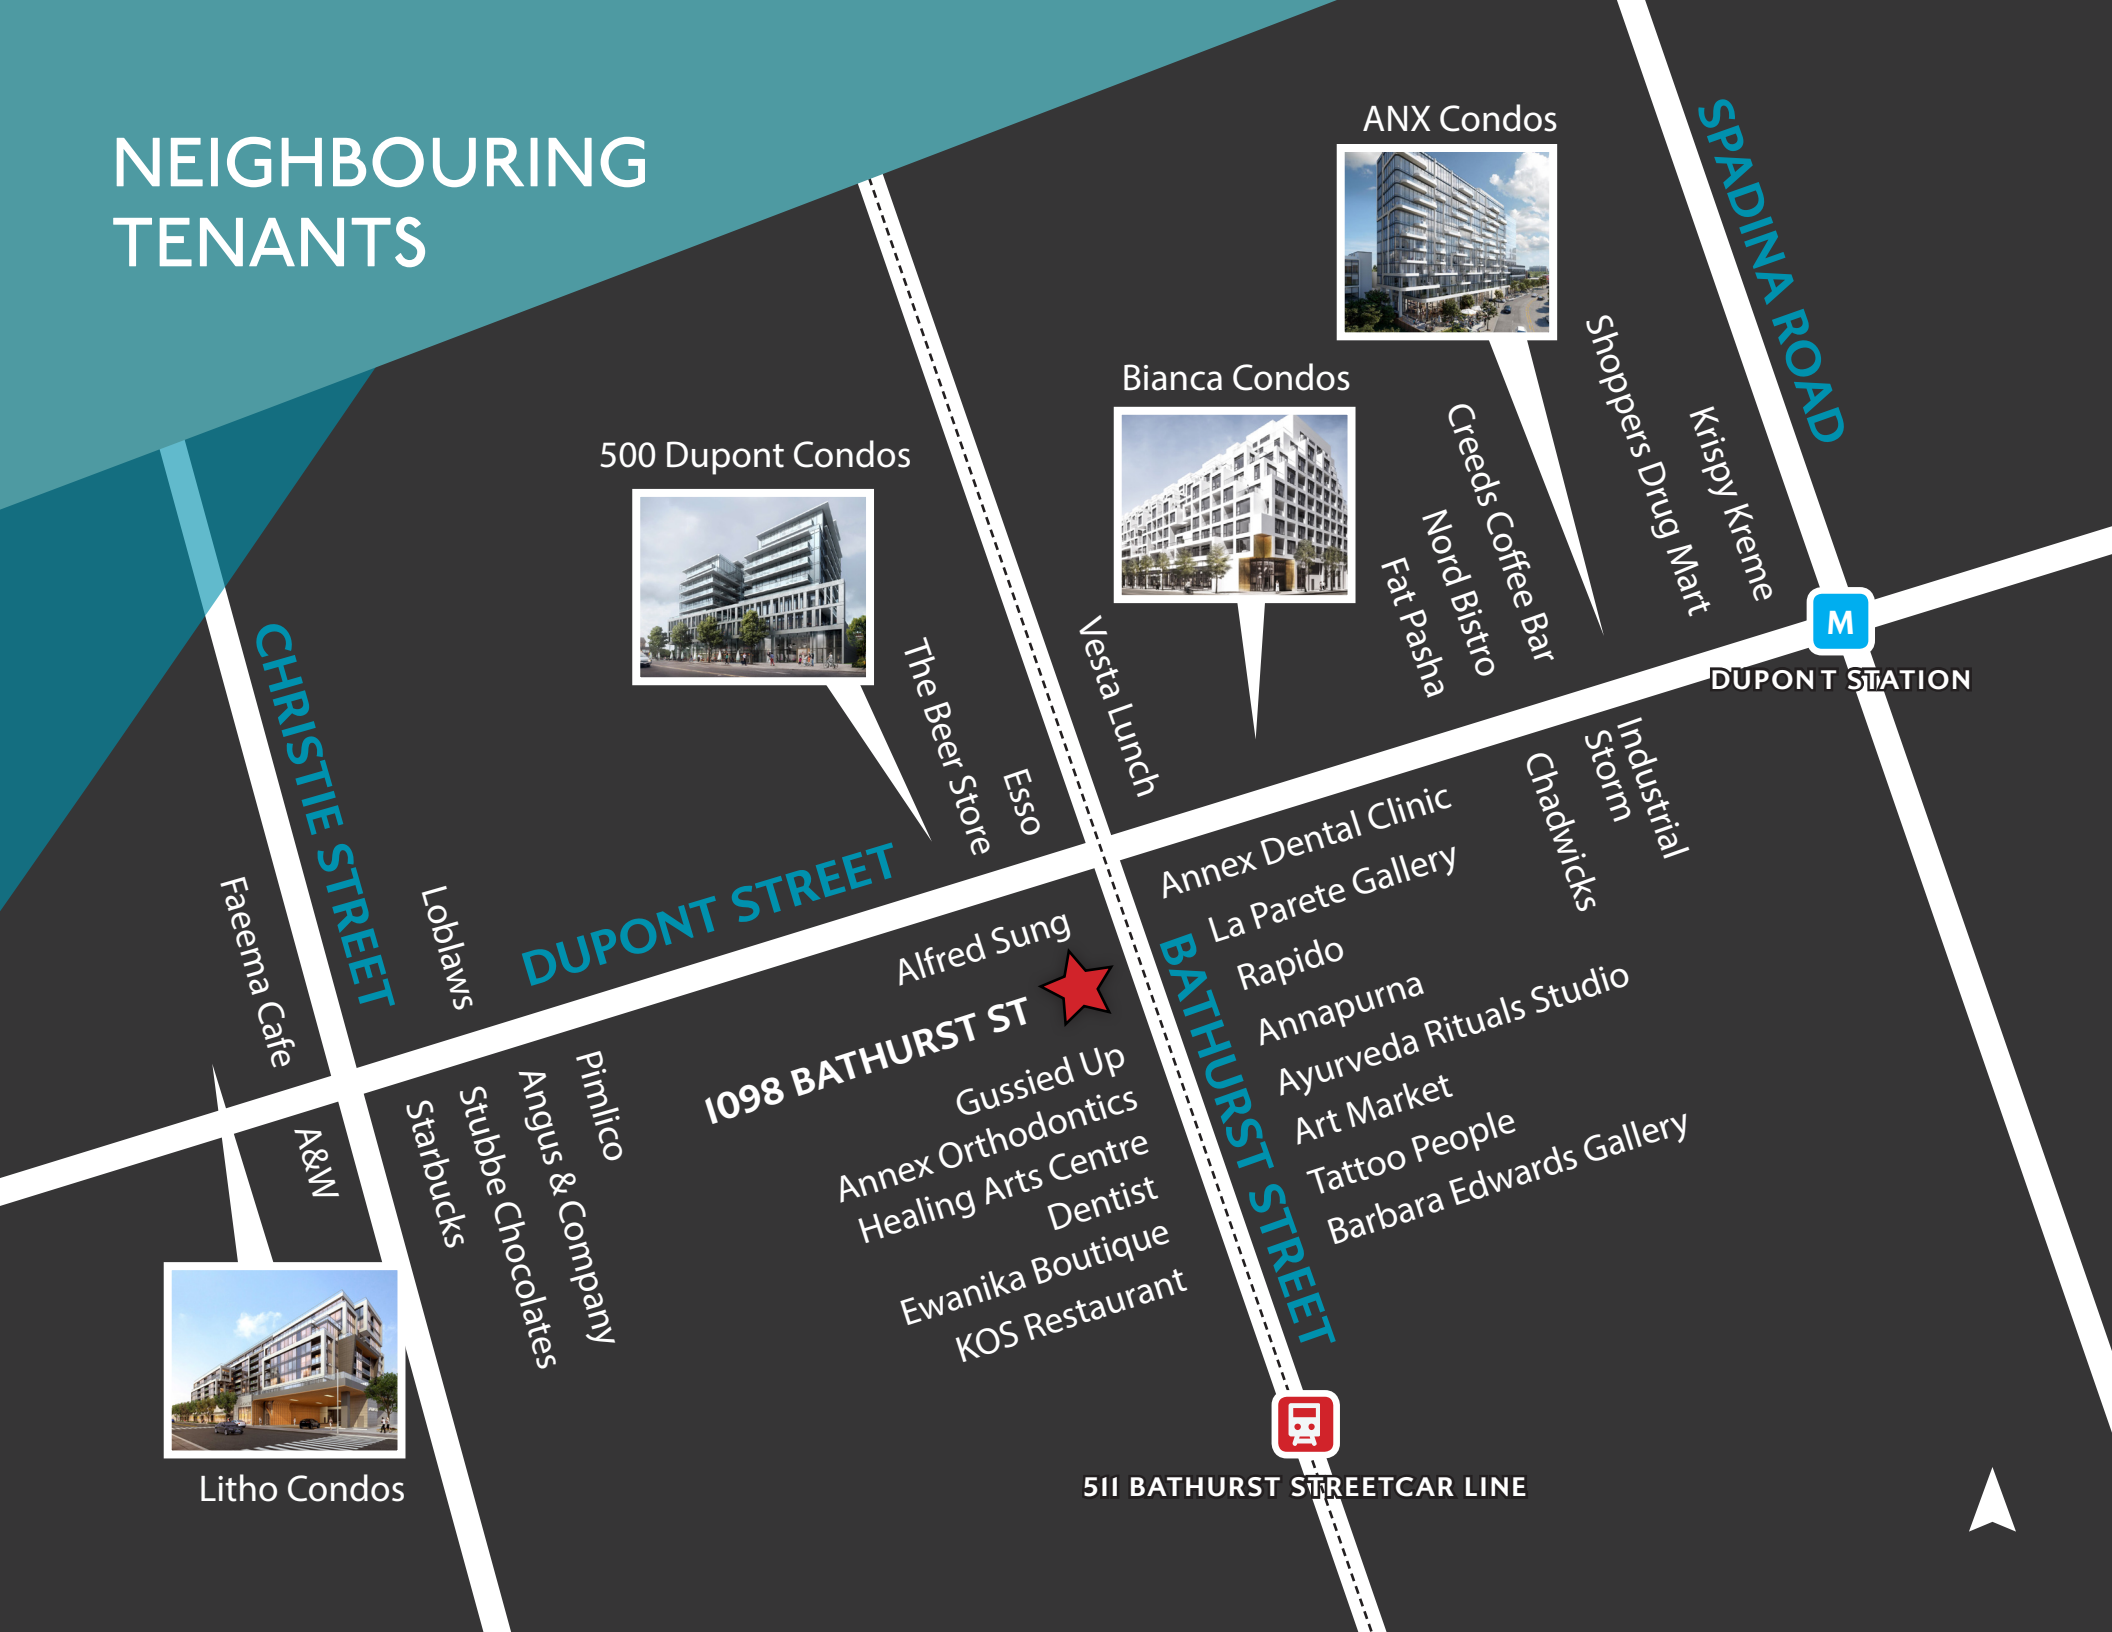 NEIGHBOURING
TENANTS
ANX Condos
SPADINA ROAD
Shoppers Drug Mart
Krispy Kreme
Bianca Condos
Creeds Coffee Bar
Nord Bistro
Fat Pasha
500 Dupont Condos
The Beer Store
Esso
Vesta Lunch
M
DUPONT STATION
CHRISTIE STREET
DUPONT STREET
Faeema Cafe
Loblaws
Industrial
Storm
Chadwicks
Annex Dental Clinic
La Parete Gallery
Rapido
Annapurna
Ayurveda Rituals Studio
Art Market
Tattoo People
Barbara Edwards Gallery
BATHURST STREET
Alfred Sung
1098 BATHURST ST
Gussied Up
Annex Orthodontics
Healing Arts Centre
Dentist
Ewanika Boutique
KOS Restaurant
Pimlico
Angus & Company
Stubbe Chocolates
Starbucks
A&W
Litho Condos
511 BATHURST STREETCAR LINE